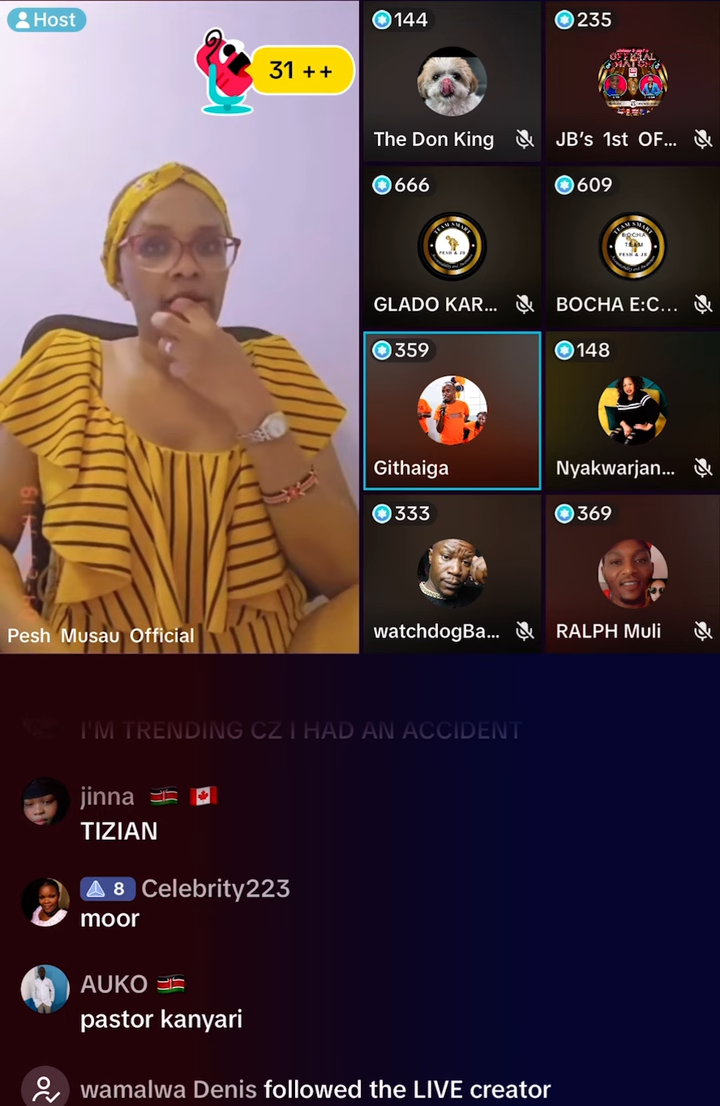 Host
31 ++
Pesh Musau Official
144
The Don King
235
JB's 1st OF...
666
GLADO KAR...
609
BOCHA E:C...
359
Githaiga
148
Nyakwarjan...
333
watchdogBa...
369
RALPH Muli
I'M TRENDING CZ I HAD AN ACCIDENT
jinna 🇰🇪 🇨🇦
TIZIAN
8 Celebrity223
moor
AUKO 🇰🇪
pastor kanyari
wamalwa Denis followed the LIVE creator